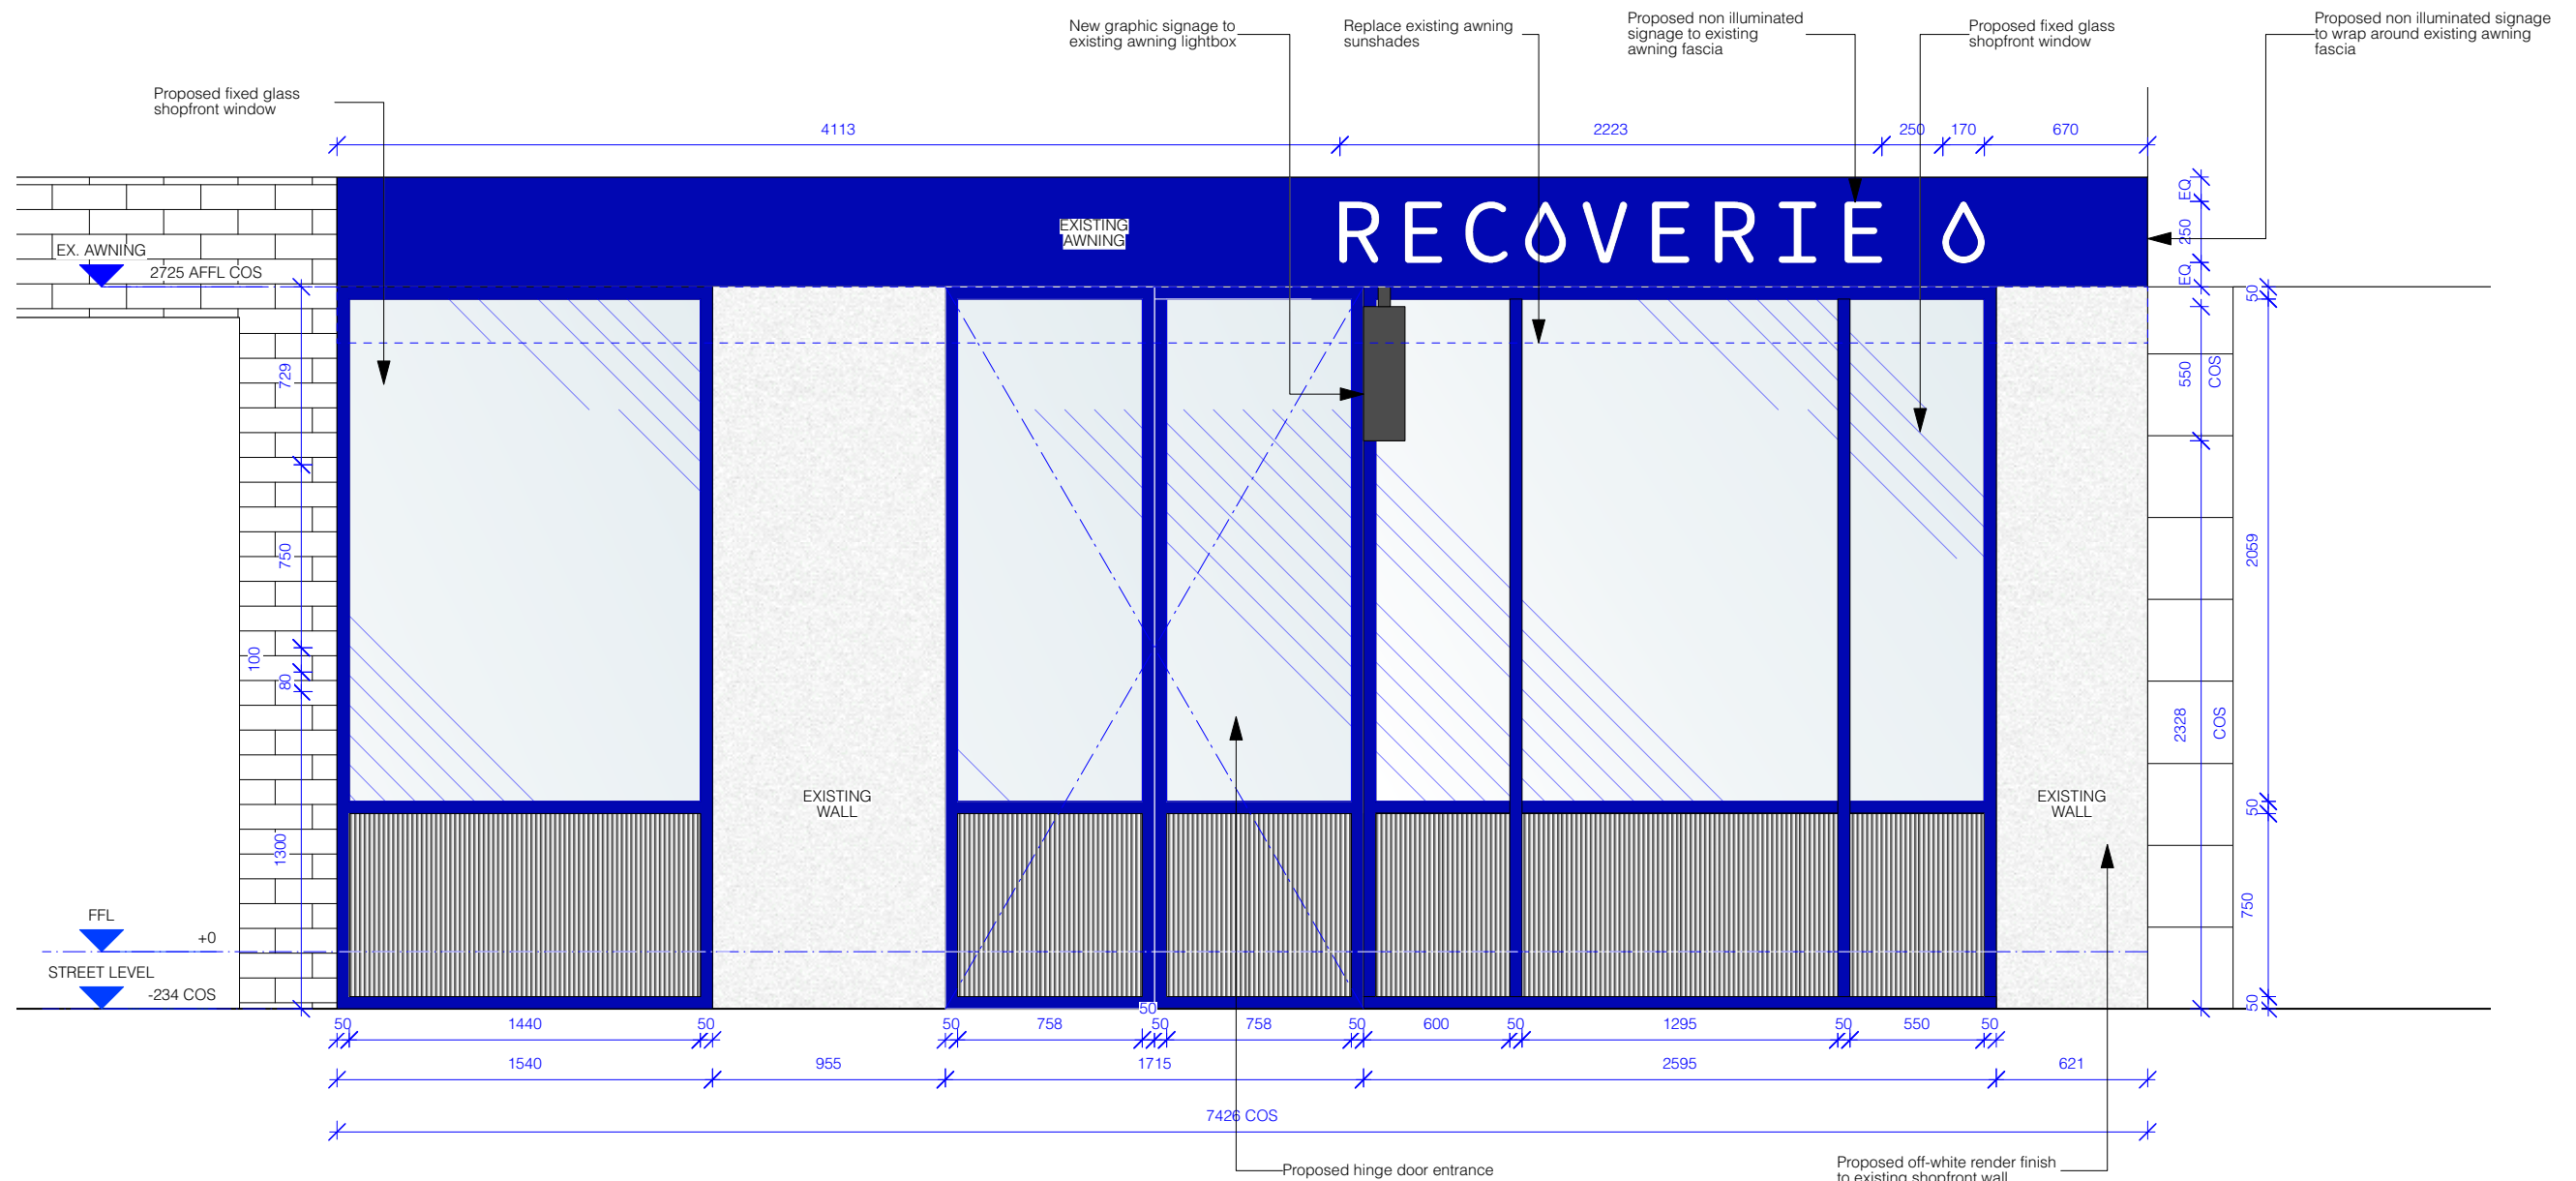 New graphic signage to
existing awning lightbox
Replace existing awning
sunshades
Proposed non illuminated
signage to existing
awning fascia
Proposed fixed glass
shopfront window
Proposed non illuminated signage
to wrap around existing awning
fascia
Proposed fixed glass
shopfront window
4113
2223
250
170
670
EXISTING
AWNING
RECOVERIE
EQ
250
EQ
EX. AWNING
2725 AFFL COS
729
750
100
80
1300
50
550
COS
2059
2328
COS
50
750
50
EXISTING
WALL
EXISTING
WALL
FFL
+0
STREET LEVEL
-234 COS
50
50 1440 50 50 758 50 758 50 600 50 1295 50 550 50
1540 955 1715 2595 621
7426 COS
Proposed hinge door entrance
Proposed off-white render finish
to existing shopfront wall